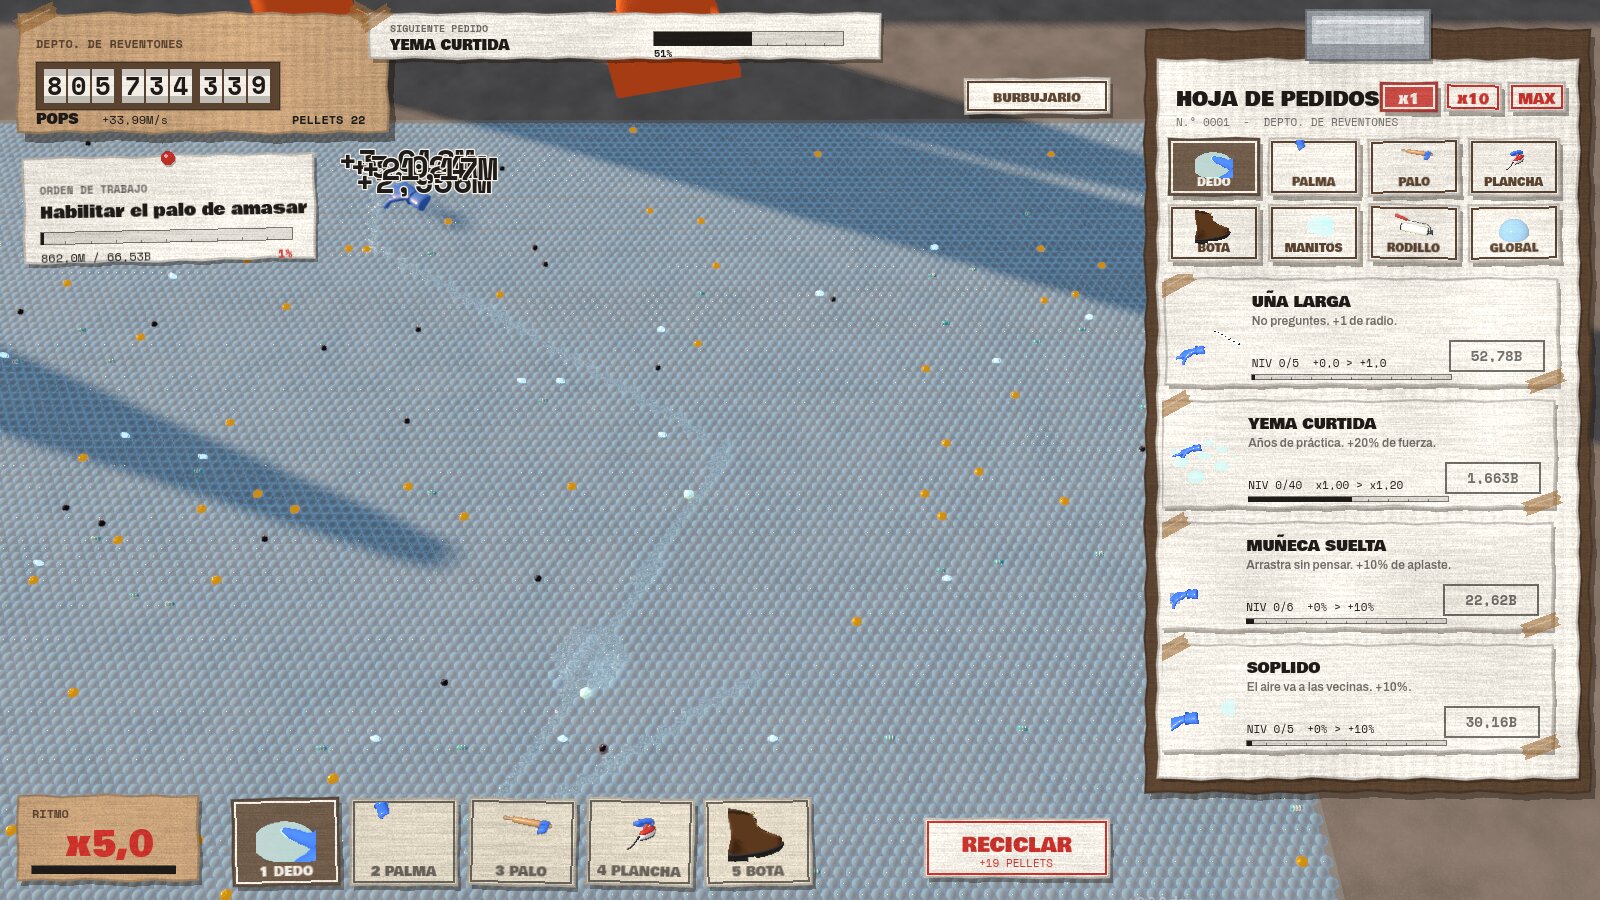 DEPTO. DE REVENTONES
805 734 339
POPS +33,99M/s PELLETS 22
SIGUIENTE PEDIDO
YEMA CURTIDA
51%
BURBUJARIO
ORDEN DE TRABAJO
Habilitar el palo de amasar
862,0M / 66,53B 1%
HOJA DE PEDIDOS x1 x10 MAX
N.° 0001 - DEPTO. DE REVENTONES
DEDO PALMA PALO PLANCHA
BOTA MANITOS RODILLO GLOBAL
UÑA LARGA
No preguntes. +1 de radio.
NIV 0/5 +0,0 > +1,0 52,78B
YEMA CURTIDA
Años de práctica. +20% de fuerza.
NIV 0/40 x1,00 > x1,20 1,663B
MUÑECA SUELTA
Arrastra sin pensar. +10% de aplaste.
NIV 0/6 +0% > +10% 22,62B
SOPLIDO
El aire va a las vecinas. +10%.
NIV 0/5 +0% > +10% 30,16B
RITMO
x5,0
1 DEDO 2 PALMA 3 PALO 4 PLANCHA 5 BOTA
RECICLAR
+19 PELLETS